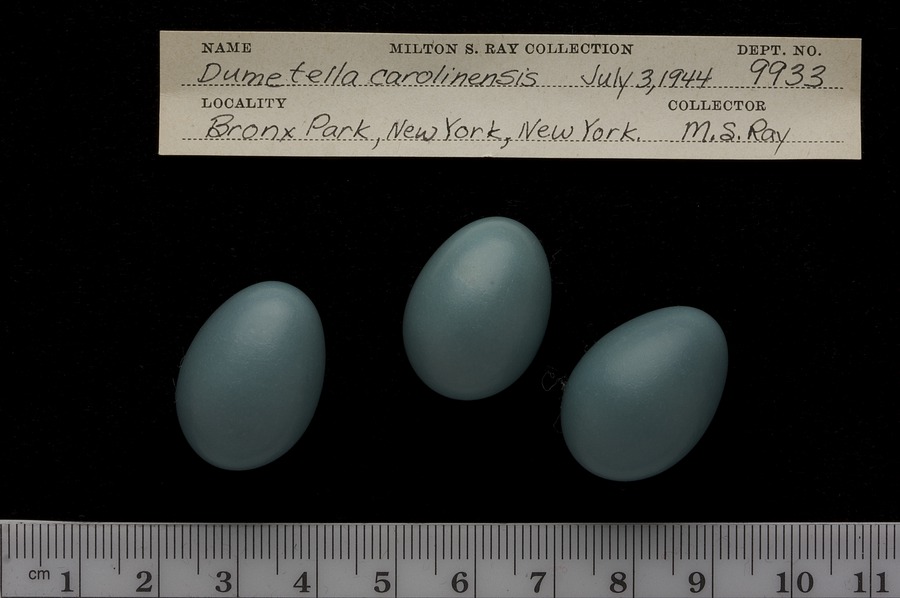 NAME MILTON S. RAY COLLECTION DEPT. NO.
Dumetella carolinensis July 3, 1944 9933
LOCALITY COLLECTOR
Bronx Park, New York, New York. M.S. Ray
cm 1 2 3 4 5 6 7 8 9 10 11